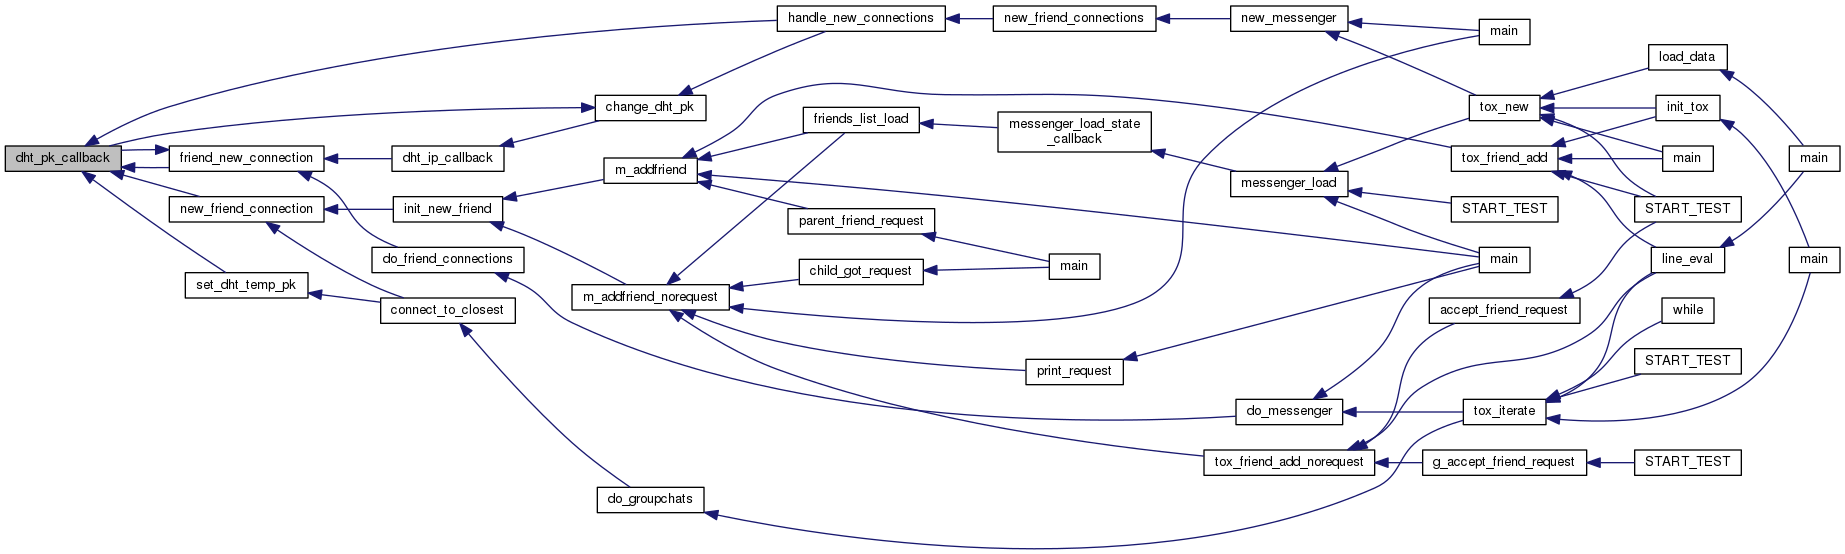 dht_pk_callback
friend_new_connection
new_friend_connection
set_dht_temp_pk
dht_ip_callback
init_new_friend
do_friend_connections
connect_to_closest
change_dht_pk
m_addfriend
m_addfriend_norequest
do_groupchats
handle_new_connections
friends_list_load
parent_friend_request
child_got_request
new_friend_connections
messenger_load_state
_callback
main
print_request
new_messenger
messenger_load
do_messenger
tox_friend_add_norequest
main
tox_new
tox_friend_add
START_TEST
main
accept_friend_request
tox_iterate
g_accept_friend_request
load_data
init_tox
main
START_TEST
line_eval
while
START_TEST
START_TEST
main
main